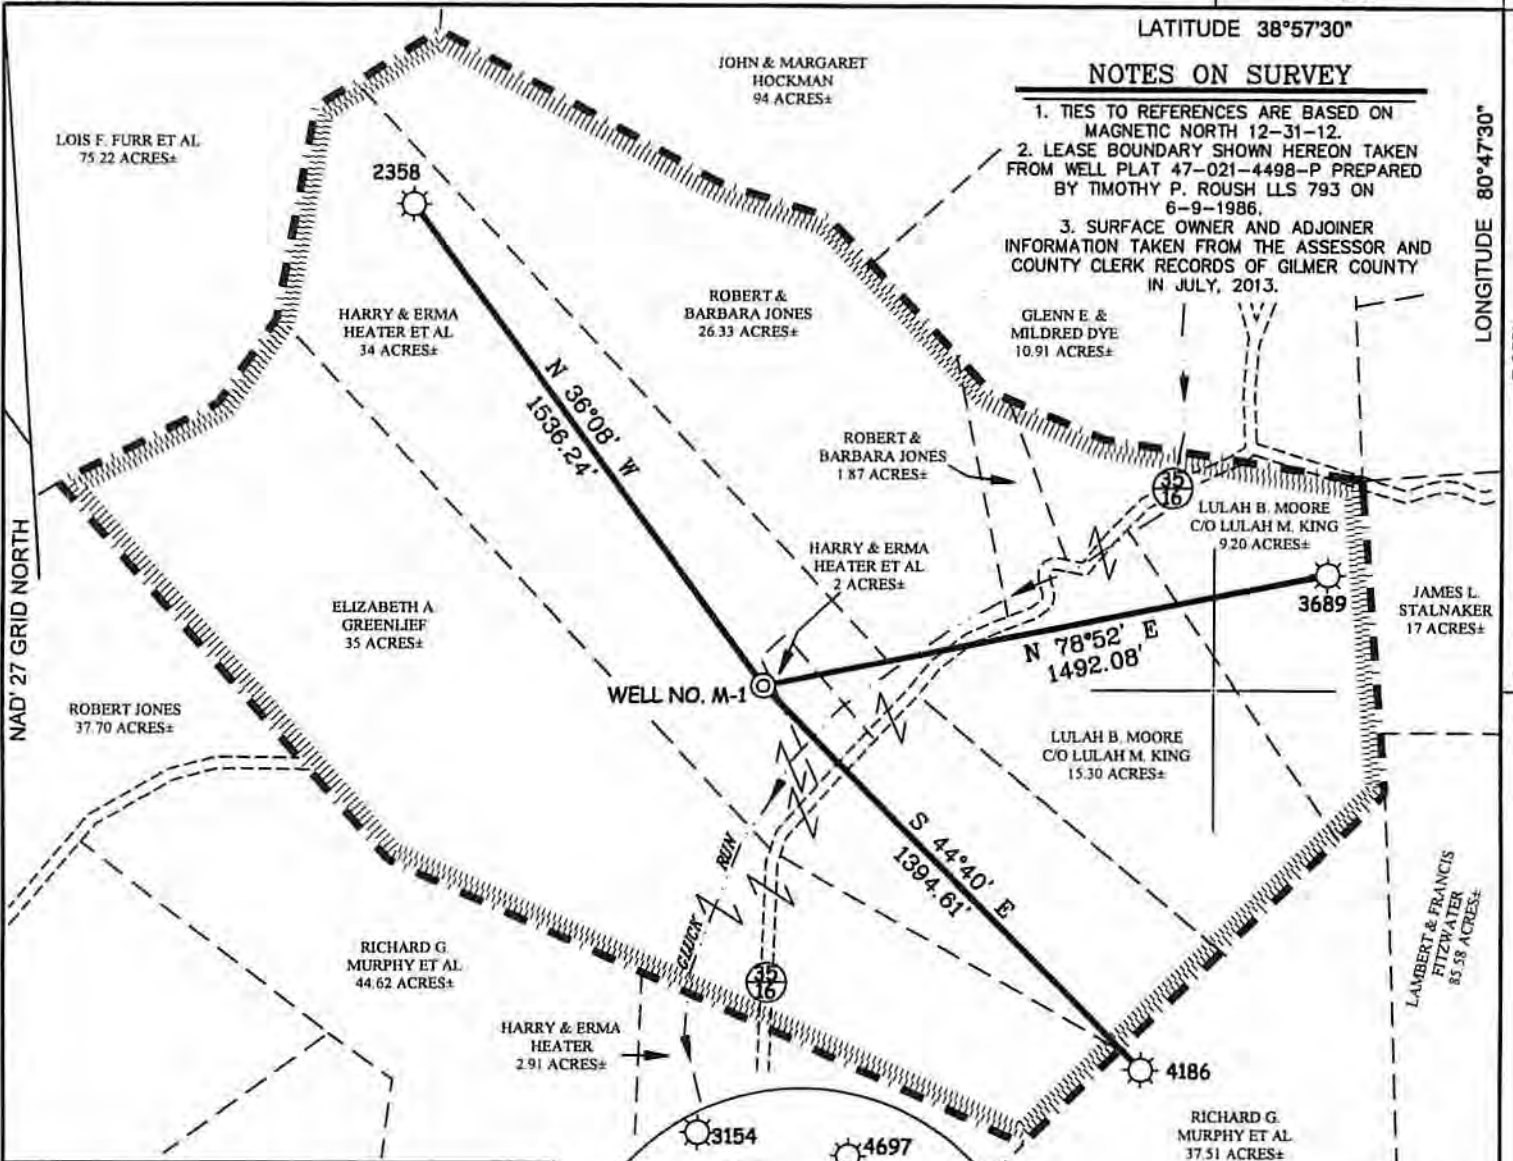 LATITUDE 38°57'30"
NOTES ON SURVEY
1. TIES TO REFERENCES ARE BASED ON
MAGNETIC NORTH 12-31-12.
2. LEASE BOUNDARY SHOWN HEREON TAKEN
FROM WELL PLAT 47-021-4498-P PREPARED
BY TIMOTHY P. ROUSH LLS 793 ON
6-9-1986.
3. SURFACE OWNER AND ADJOINER
INFORMATION TAKEN FROM THE ASSESSOR AND
COUNTY CLERK RECORDS OF GILMER COUNTY
IN JULY, 2013.
LONGITUDE 80°47'30"
JOHN & MARGARET
HOCKMAN
94 ACRES±
LOIS F. FURR ET AL
75.22 ACRES±
2358
HARRY & ERMA
HEATER ET AL
34 ACRES±
ROBERT &
BARBARA JONES
26.33 ACRES±
GLENN E. &
MILDRED DYE
10.91 ACRES±
N 36°08' W
1536.24'
ROBERT &
BARBARA JONES
1.87 ACRES±
35
16
LULAH B. MOORE
C/O LULAH M. KING
9.20 ACRES±
HARRY & ERMA
HEATER ET AL
2 ACRES±
3689
JAMES L.
STALNAKER
17 ACRES±
NAD'27 GRID NORTH
ELIZABETH A.
GREENLIEF
35 ACRES±
N 78°52' E
1492.08'
WELL NO. M-1
ROBERT JONES
37.70 ACRES±
LULAH B. MOORE
C/O LULAH M. KING
15.30 ACRES±
S 44°40' E
1394.61'
CLUCK RUN
LAMBERT & FRANCIS
FITZWATER
85.58 ACRES±
RICHARD G.
MURPHY ET AL
44.62 ACRES±
35
16
HARRY & ERMA
HEATER
2.91 ACRES±
4186
3154
4697
RICHARD G.
MURPHY ET AL
37.51 ACRES±